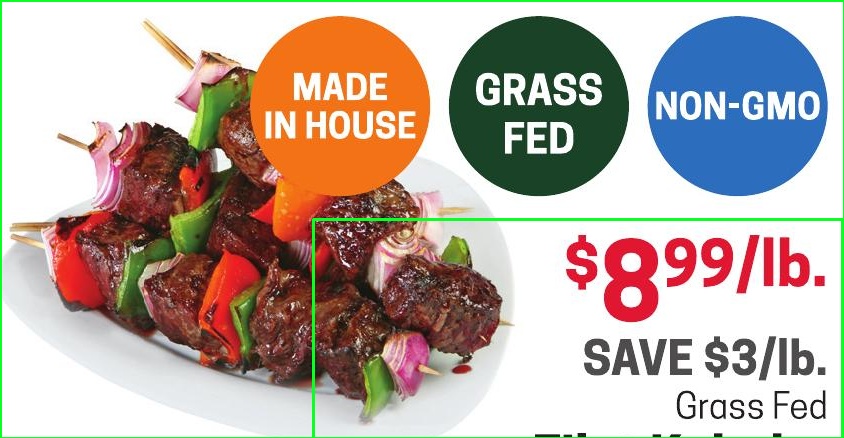 MADE
IN HOUSE
GRASS
FED
NON-GMO
$8.99/lb.
SAVE $3/lb.
Grass Fed